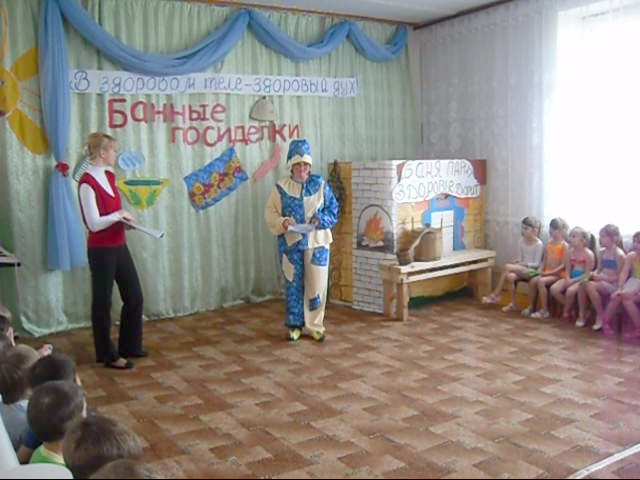 В здоровом теле-здоровый дух
Банные
посиделки
БАНЯ ПАРИТ
ЗДОРОВЬЕ ДАРИТ